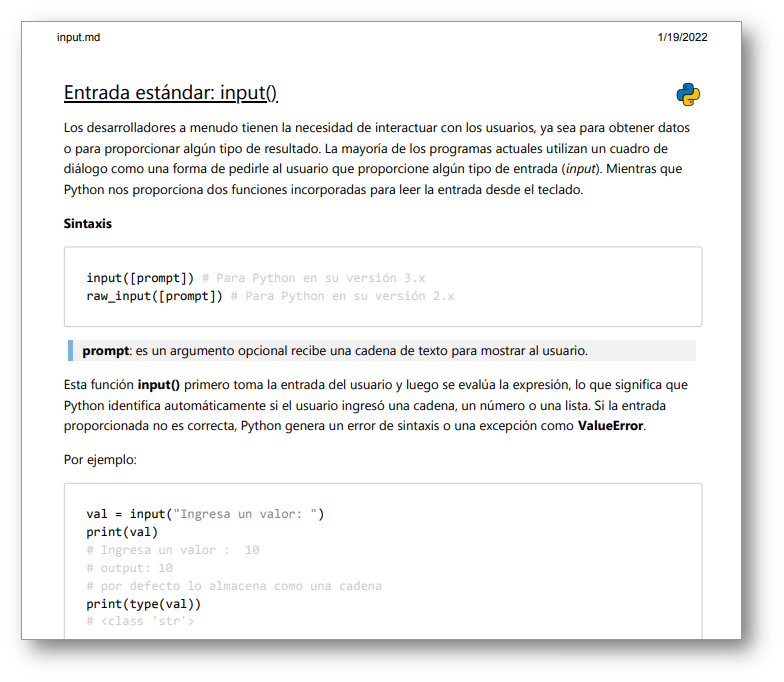 input.md 1/19/2022
Entrada estándar: input()
Los desarrolladores a menudo tienen la necesidad de interactuar con los usuarios, ya sea para obtener datos
o para proporcionar algún tipo de resultado. La mayoría de los programas actuales utilizan un cuadro de
diálogo como una forma de pedirle al usuario que proporcione algún tipo de entrada (input). Mientras que
Python nos proporciona dos funciones incorporadas para leer la entrada desde el teclado.
Sintaxis
input([prompt]) # Para Python en su versión 3.x
raw_input([prompt]) # Para Python en su versión 2.x
prompt: es un argumento opcional recibe una cadena de texto para mostrar al usuario.
Esta función input() primero toma la entrada del usuario y luego se evalúa la expresión, lo que significa que
Python identifica automáticamente si el usuario ingresó una cadena, un número o una lista. Si la entrada
proporcionada no es correcta, Python genera un error de sintaxis o una excepción como ValueError.
Por ejemplo:
val = input("Ingresa un valor: ")
print(val)
# Ingresa un valor :  10
# output: 10
# por defecto lo almacena como una cadena
print(type(val))
# <class 'str'>